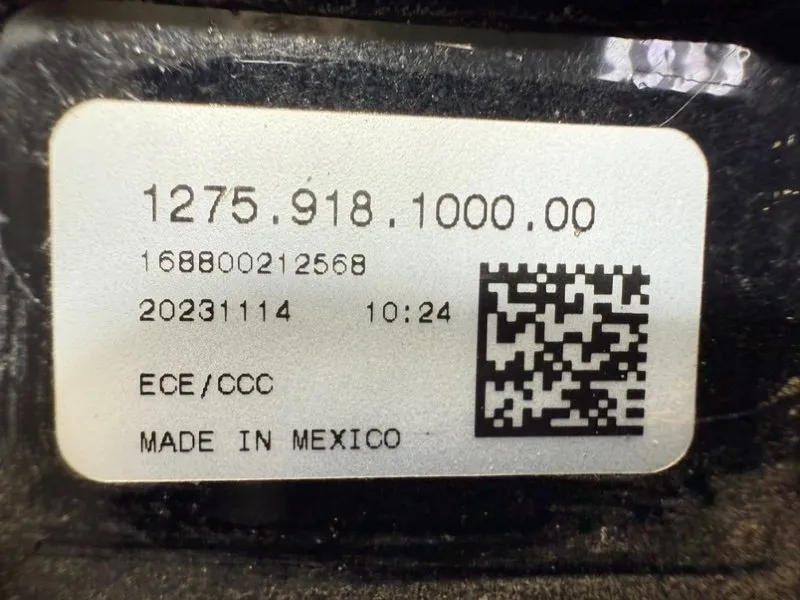 1275.918.1000.00
168800212568
20231114 10:24
ECE/CCC
MADE IN MEXICO